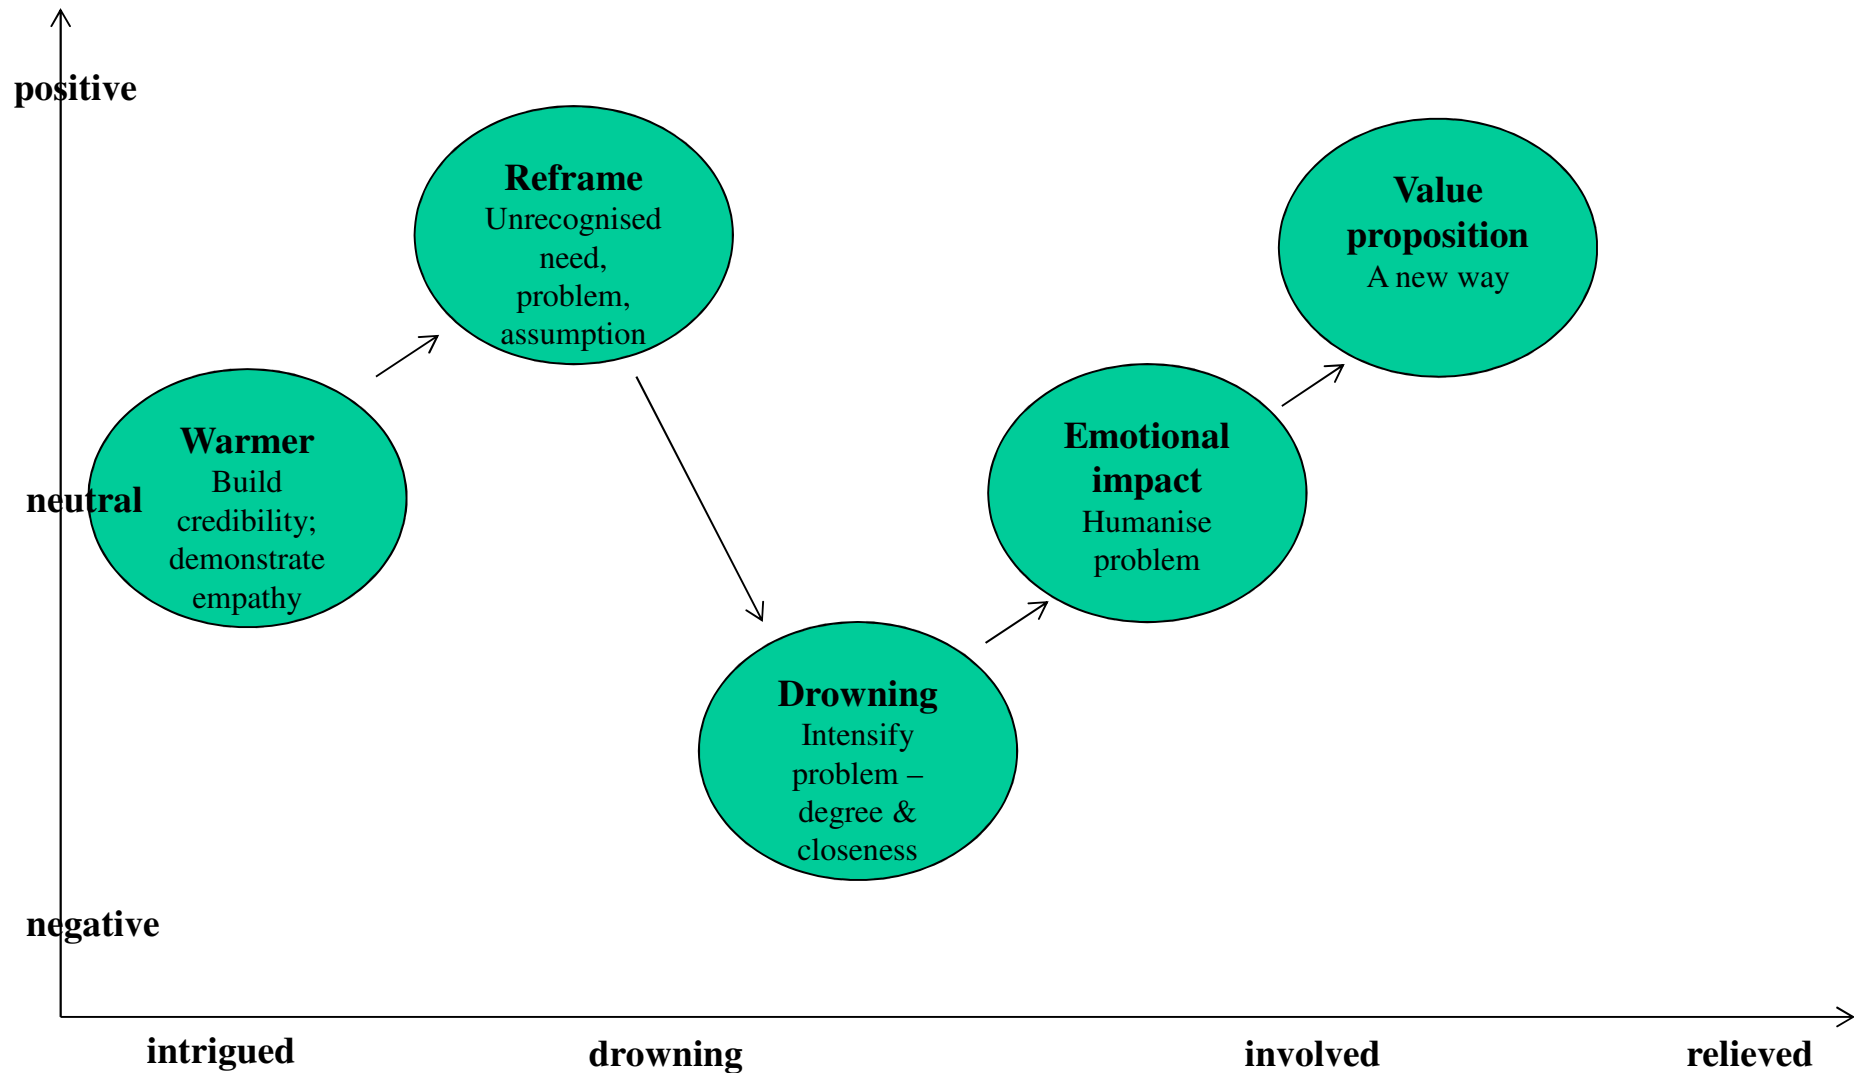 positive
Reframe
Unrecognised
need,
problem,
assumption
Value
proposition
A new way
Warmer
Build
credibility;
demonstrate
empathy
neutral
Emotional
impact
Humanise
problem
Drowning
Intensify
problem –
degree &
closeness
negative
intrigued
drowning
involved
relieved